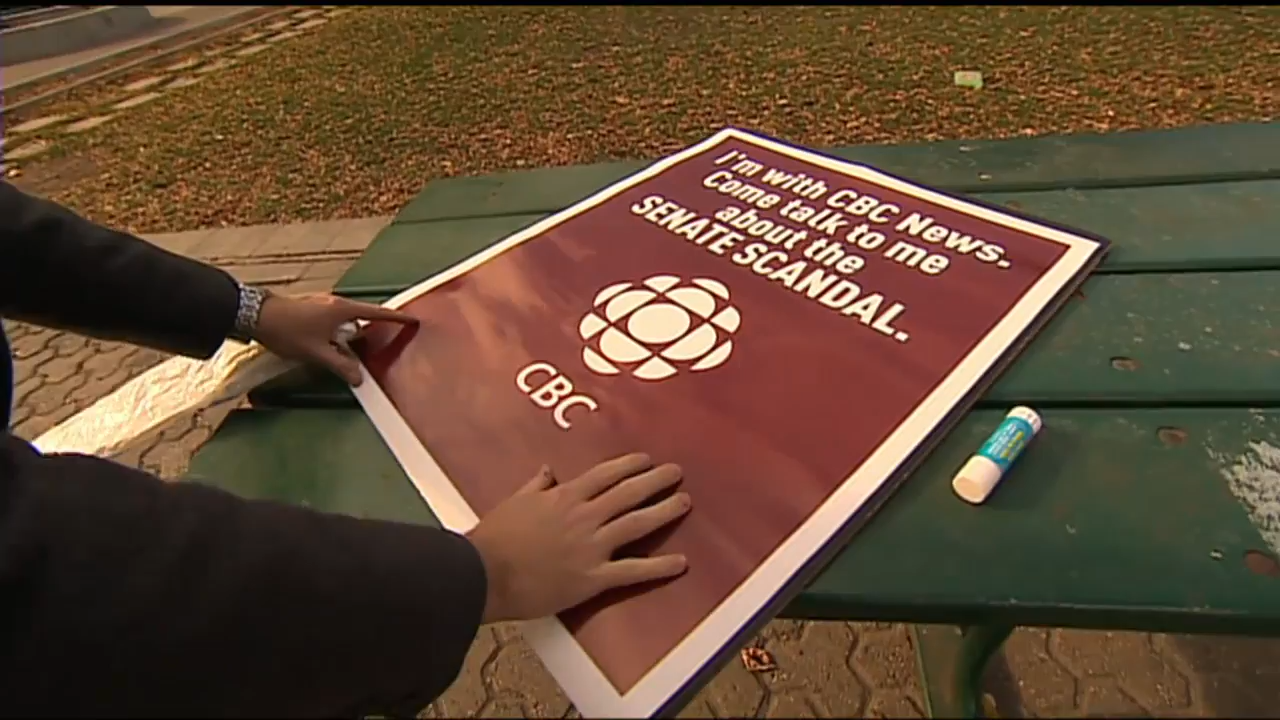 I'm with CBC News.
Come talk to me
about the
SENATE SCANDAL.
CBC